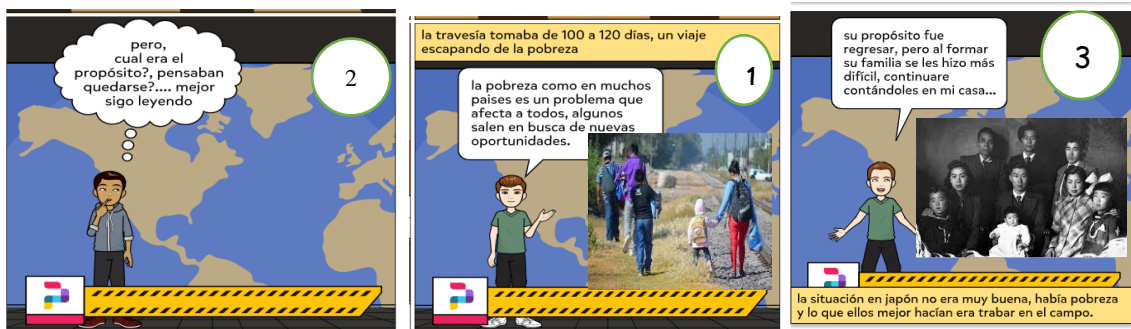 pero,
cual era el
propósito?, pensaban
quedarse?.... mejor
sigo leyendo
2
la travesía tomaba de 100 a 120 días, un viaje
escapando de la pobreza
la pobreza como en muchos
paises es un problema que
afecta a todos, algunos
salen en busca de nuevas
oportunidades.
1
su propósito fue
regresar, pero al formar
su familia se les hizo más
difícil, continuare
contándoles en mi casa...
3
la situación en japón no era muy buena, había pobreza
y lo que ellos mejor hacían era trabar en el campo.